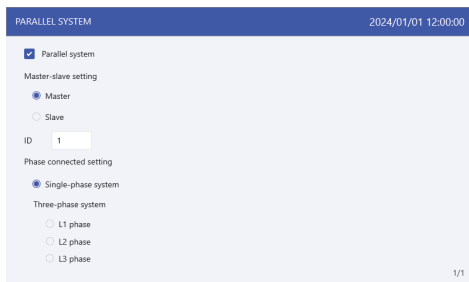 PARALLEL SYSTEM 2024/01/01 12:00:00
Parallel system
Master-slave setting
Master
Slave
ID 1
Phase connected setting
Single-phase system
Three-phase system
L1 phase
L2 phase
L3 phase
1/1